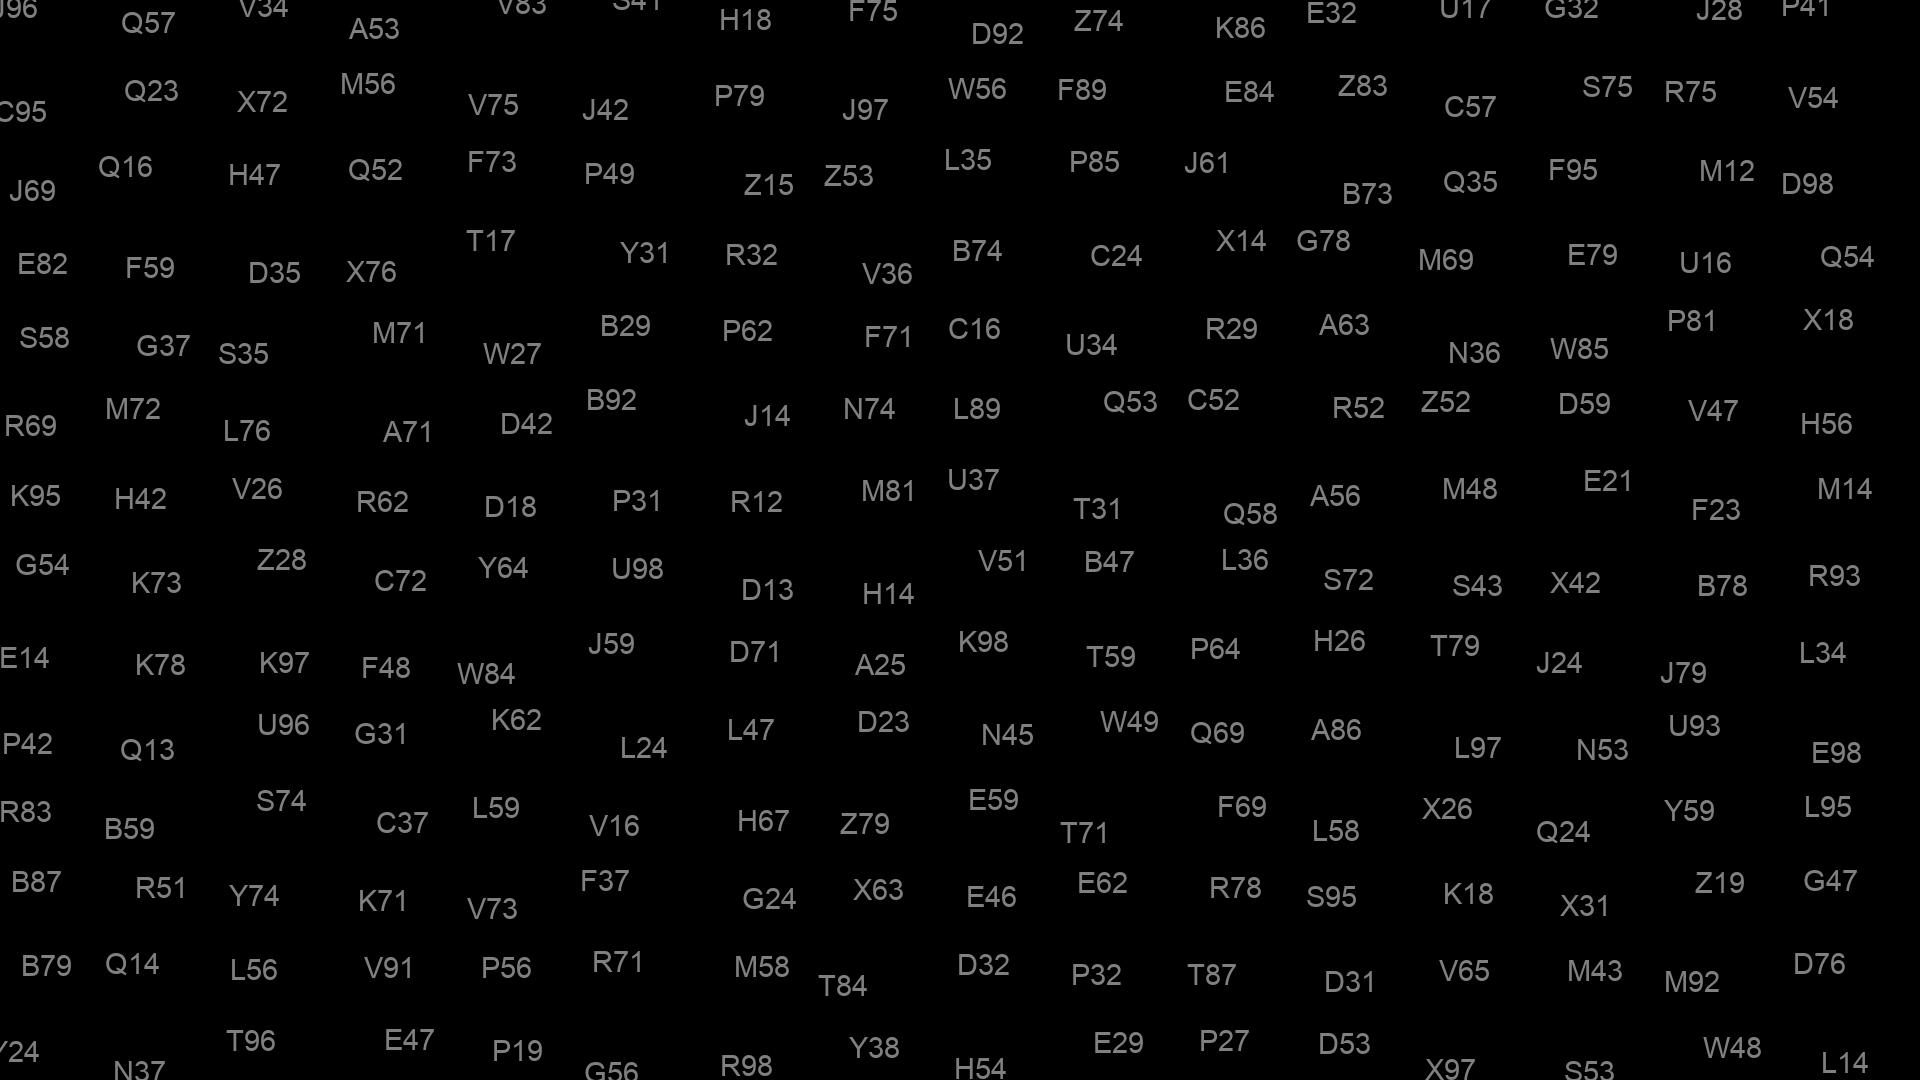 J96 Q57 V34 A53 V83 S41 H18 F75 D92 Z74 K86 E32 U17 G32 J28 P41
C95 Q23 X72 M56 V75 J42 P79 J97 W56 F89 E84 Z83 C57 S75 R75 V54
J69 Q16 H47 Q52 F73 P49 Z15 Z53 L35 P85 J61 B73 Q35 F95 M12 D98
E82 F59 D35 X76 T17 Y31 R32 V36 B74 C24 X14 G78 M69 E79 U16 Q54
S58 G37 S35 M71 W27 B29 P62 F71 C16 U34 R29 A63 N36 W85 P81 X18
R69 M72 L76 A71 D42 B92 J14 N74 L89 Q53 C52 R52 Z52 D59 V47 H56
K95 H42 V26 R62 D18 P31 R12 M81 U37 T31 Q58 A56 M48 E21 F23 M14
G54 K73 Z28 C72 Y64 U98 D13 H14 V51 B47 L36 S72 S43 X42 B78 R93
E14 K78 K97 F48 W84 J59 D71 A25 K98 T59 P64 H26 T79 J24 J79 L34
P42 Q13 U96 G31 K62 L24 L47 D23 N45 W49 Q69 A86 L97 N53 U93 E98
R83 B59 S74 C37 L59 V16 H67 Z79 E59 T71 F69 L58 X26 Q24 Y59 L95
B87 R51 Y74 K71 V73 F37 G24 X63 E46 E62 R78 S95 K18 X31 Z19 G47
B79 Q14 L56 V91 P56 R71 M58 T84 D32 P32 T87 D31 V65 M43 M92 D76
Y24 N37 T96 E47 P19 G56 R98 Y38 H54 E29 P27 D53 X97 S53 W48 L14